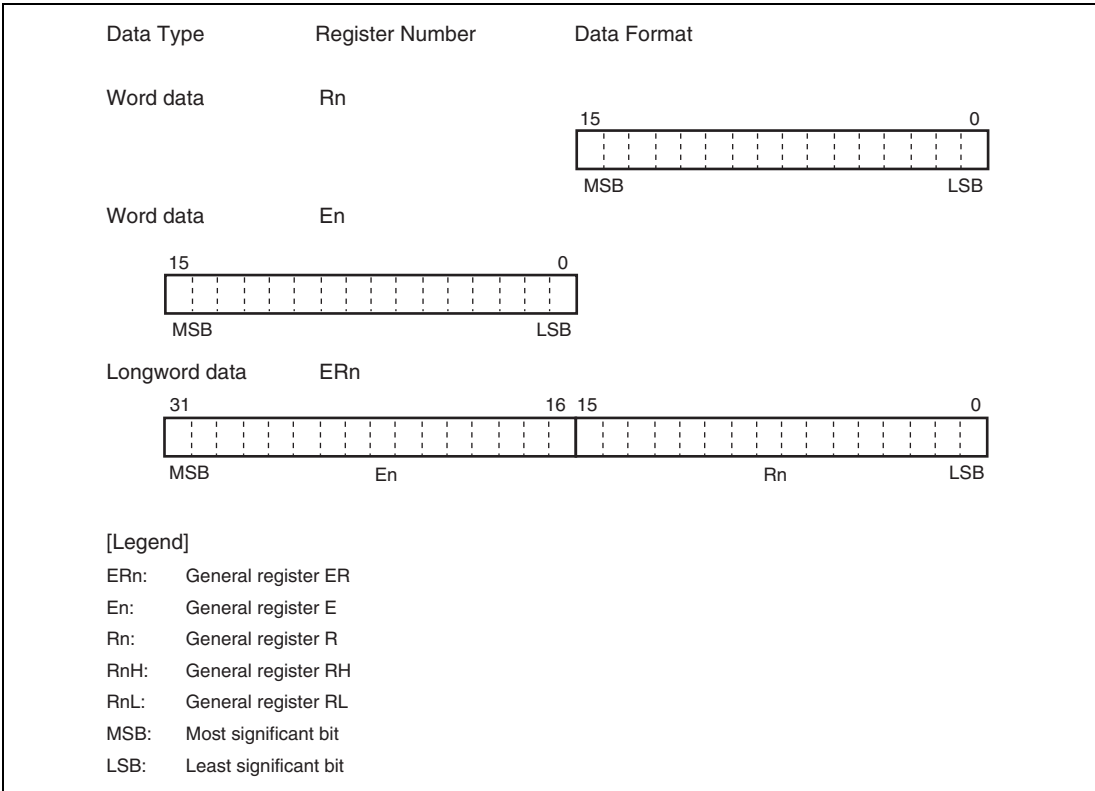 Data Type Register Number Data Format
Word data Rn
15 0
MSB LSB
Word data En
15 0
MSB LSB
Longword data ERn
31 16 15 0
MSB En Rn LSB
[Legend]
ERn: General register ER
En: General register E
Rn: General register R
RnH: General register RH
RnL: General register RL
MSB: Most significant bit
LSB: Least significant bit